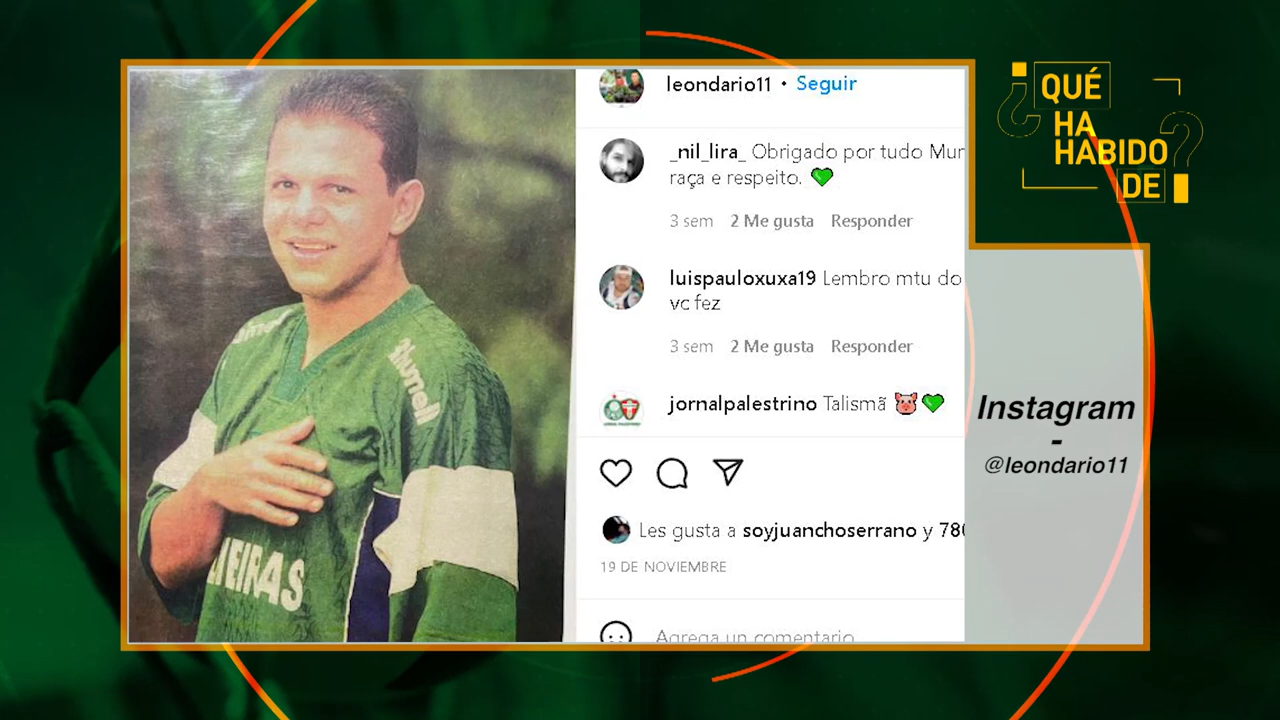 leondario11 • Seguir
_nil_lira_ Obrigado por tudo Mur
raça e respeito. 💚
3 sem 2 Me gusta Responder
luispauloxuxa19 Lembro mtu do
vc fez
3 sem 2 Me gusta Responder
jornalpalestrino Talismã 🐷💚
Les gusta a soyjuanchoserrano y 780
19 DE NOVIEMBRE
Agrega un comentario
¿QUÉ
HA
HABIDO
DE?
Instagram
-
@leondario11
Rhumell